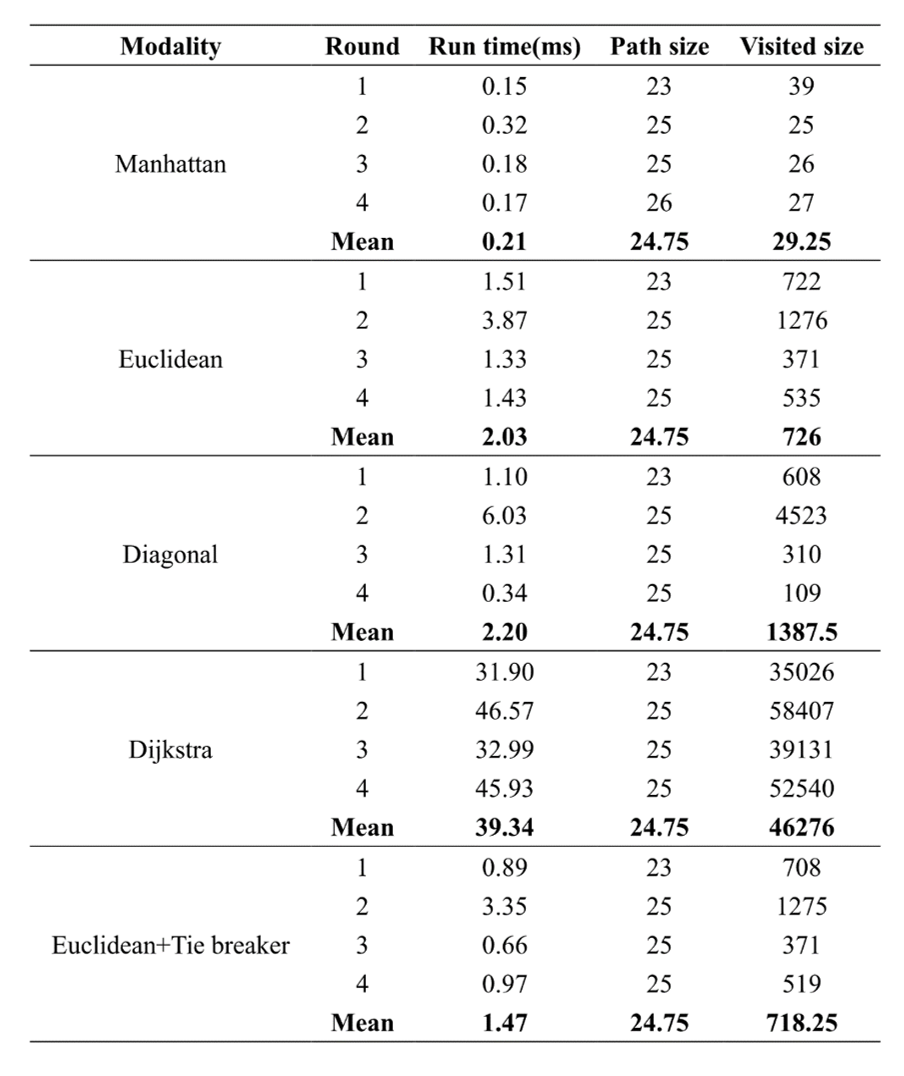 Modality Round Run time(ms) Path size Visited size
1 0.15 23 39
2 0.32 25 25
Manhattan 3 0.18 25 26
4 0.17 26 27
Mean 0.21 24.75 29.25
1 1.51 23 722
2 3.87 25 1276
Euclidean 3 1.33 25 371
4 1.43 25 535
Mean 2.03 24.75 726
1 1.10 23 608
2 6.03 25 4523
Diagonal 3 1.31 25 310
4 0.34 25 109
Mean 2.20 24.75 1387.5
1 31.90 23 35026
2 46.57 25 58407
Dijkstra 3 32.99 25 39131
4 45.93 25 52540
Mean 39.34 24.75 46276
1 0.89 23 708
2 3.35 25 1275
Euclidean+Tie breaker 3 0.66 25 371
4 0.97 25 519
Mean 1.47 24.75 718.25